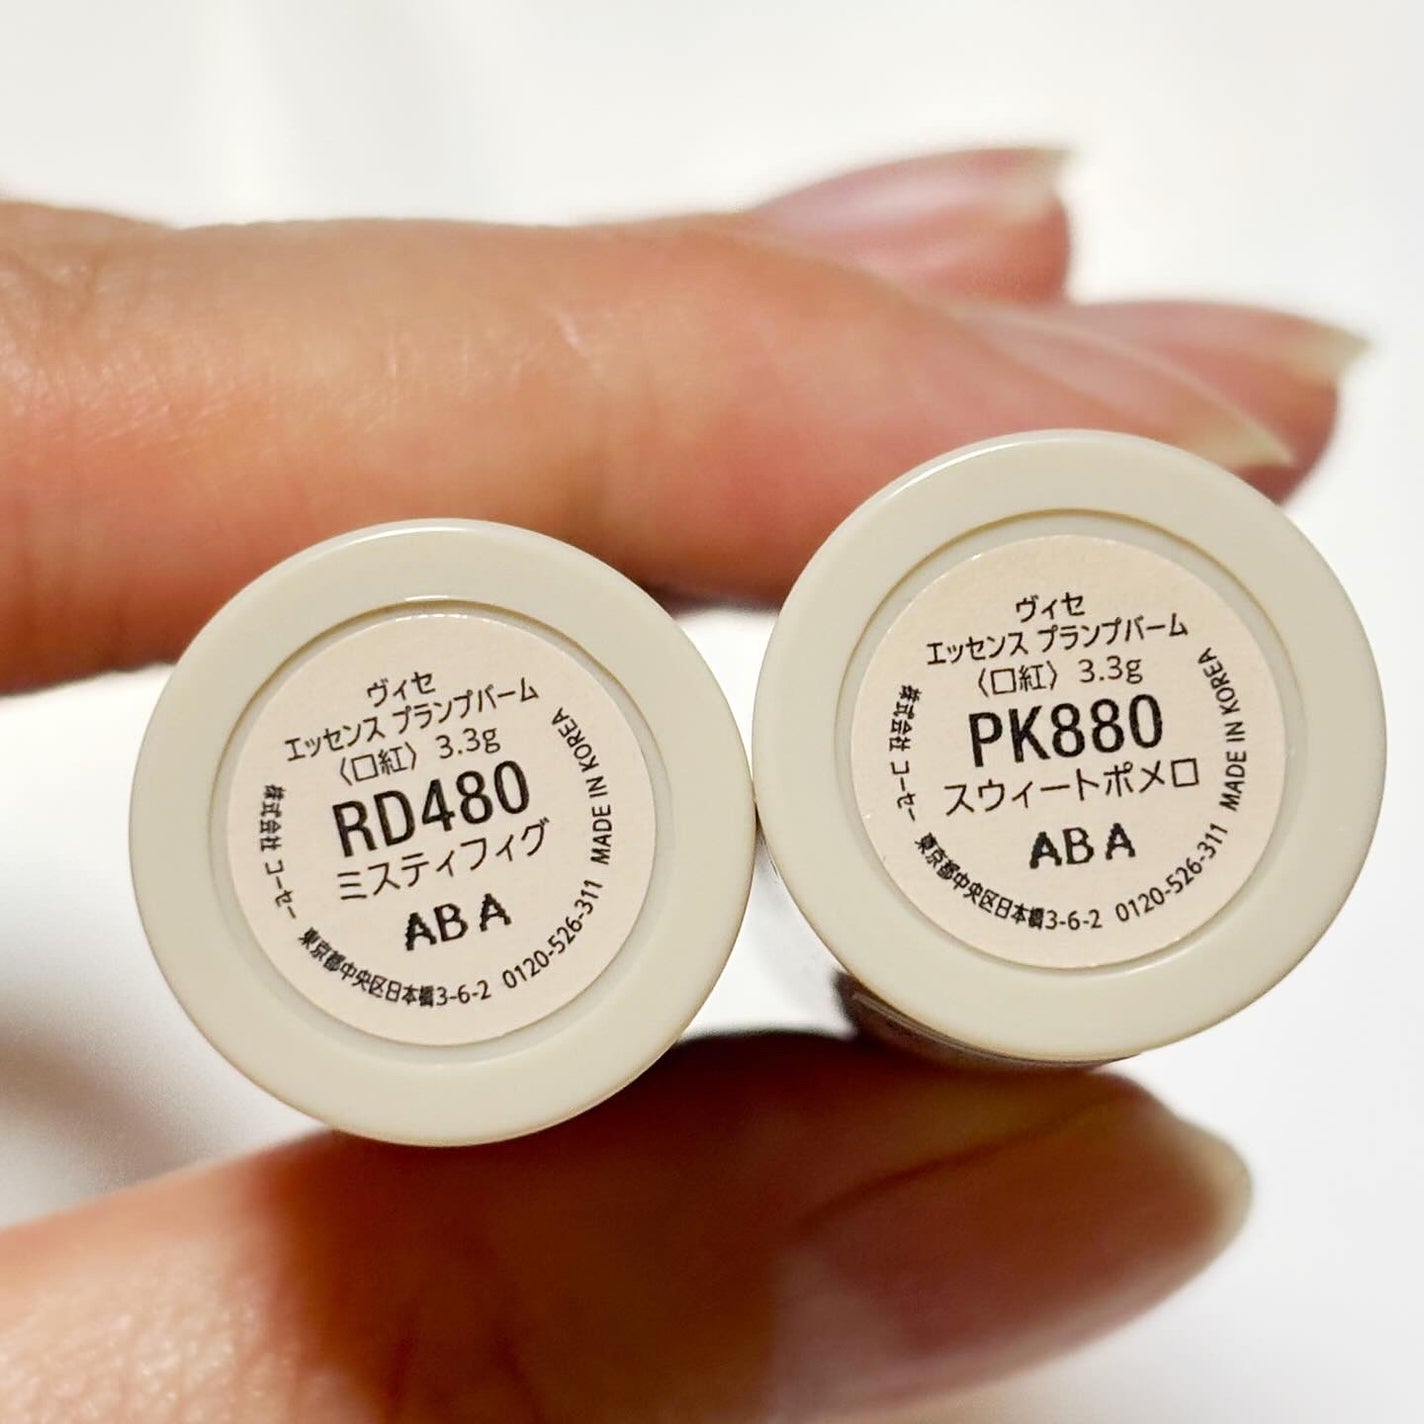 ヴィセ
エッセンス プランプバーム
〈口紅〉 3.3g
RD480
ミスティフィグ
ABA
株式会社 コーセー 東京都中央区日本橋3-6-2 0120-526-311 MADE IN KOREA
ヴィセ
エッセンス プランプバーム
〈口紅〉 3.3g
PK880
スウィートポメロ
ABA
株式会社 コーセー 東京都中央区日本橋3-6-2 0120-526-311 MADE IN KOREA